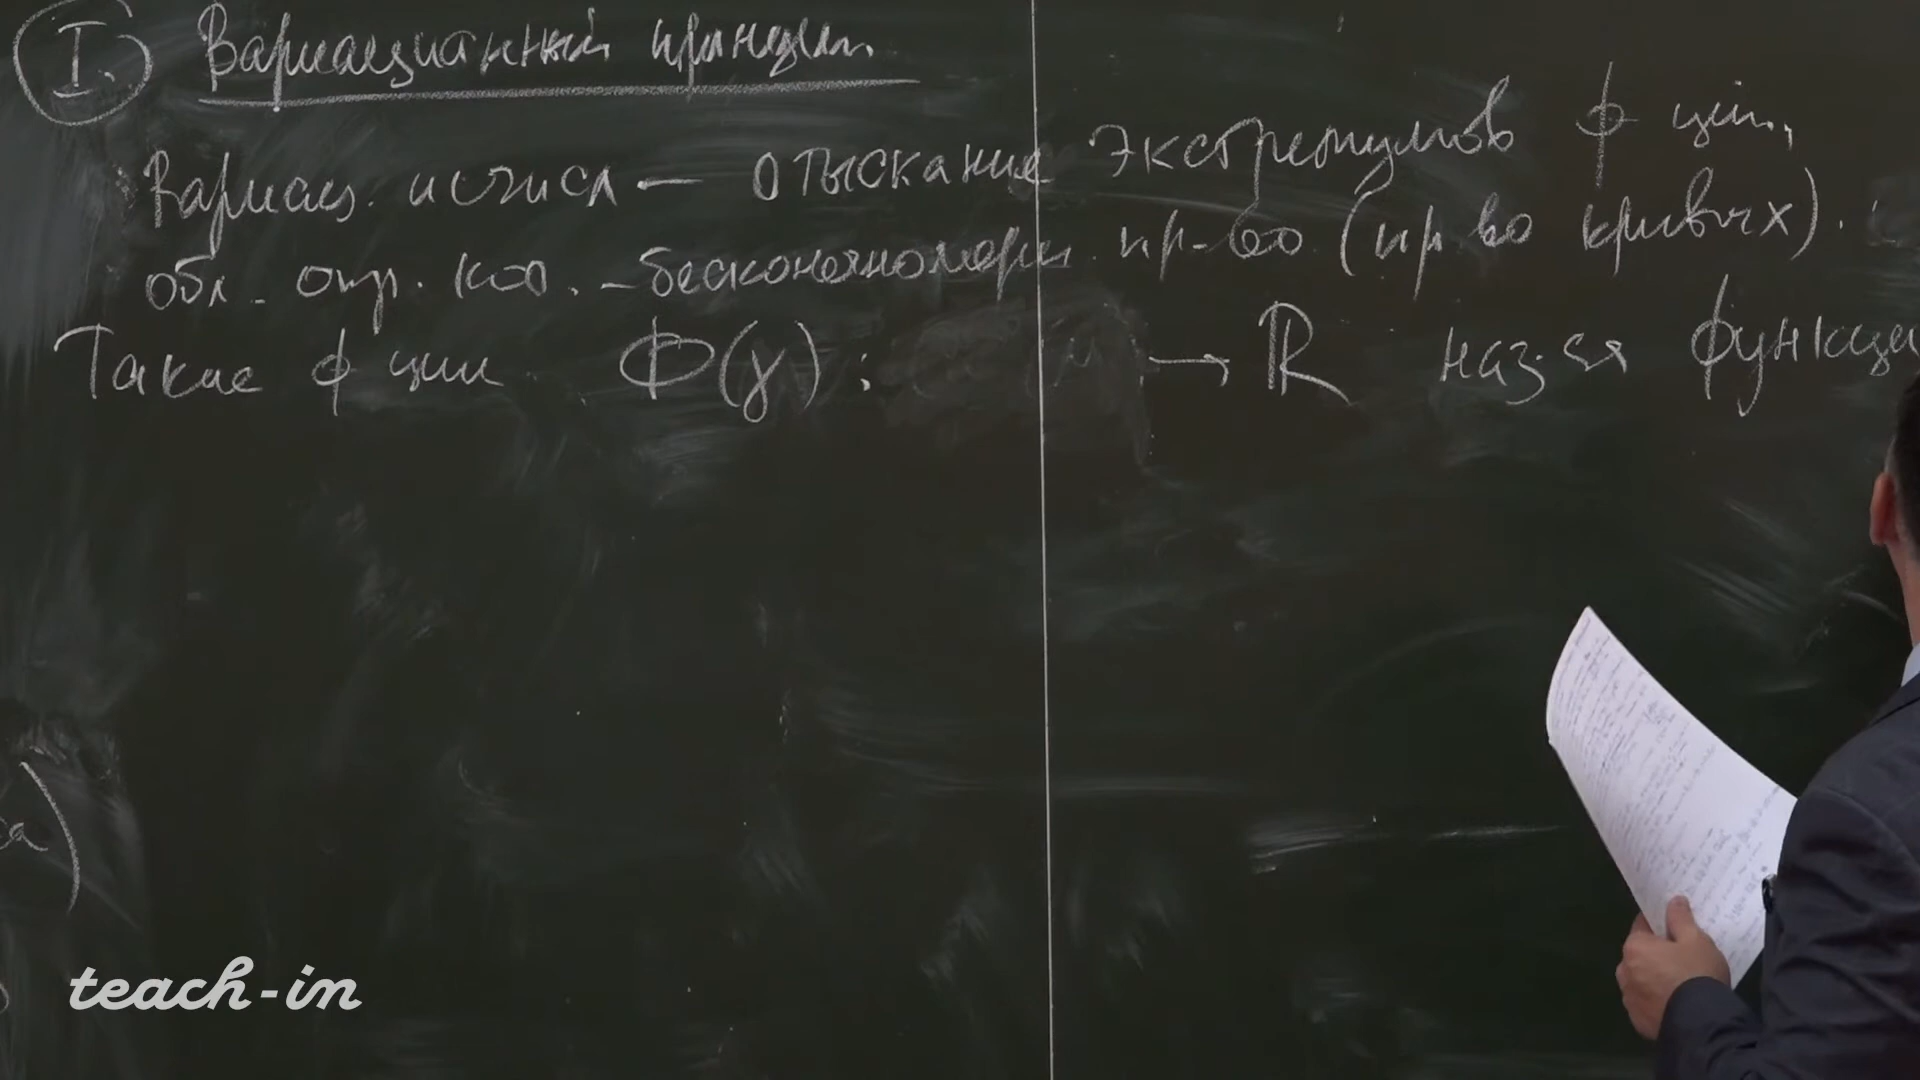 I. Вариационный принцип.
Вариац. исчисл — отыскание экстремумов ф ций,
обл. опр. кот. – бесконечномерн. пр-во (пр во кривых).
Такие ф ции Φ(γ): → ℝ наз-ся функци
а)
teach-in